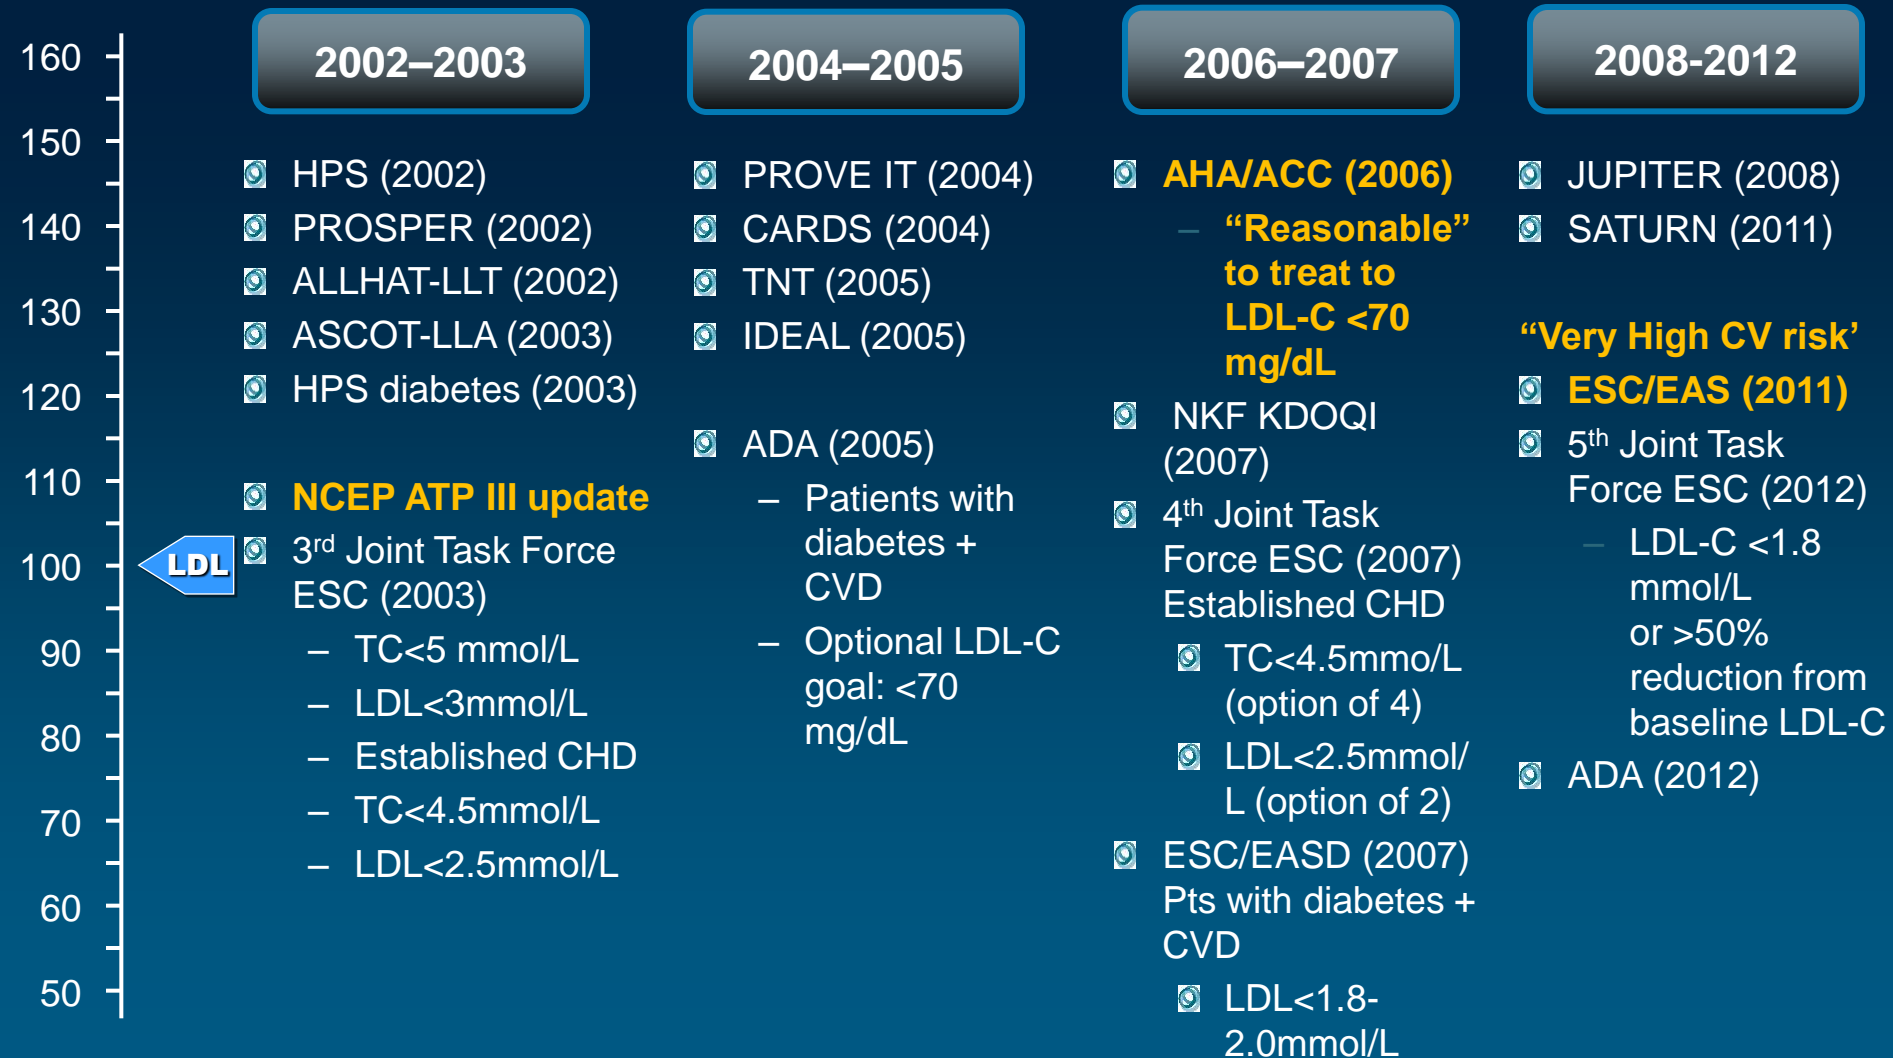 160
150
140
130
120
110
100
90
80
70
60
50
LDL
2002–2003
HPS (2002)
PROSPER (2002)
ALLHAT-LLT (2002)
ASCOT-LLA (2003)
HPS diabetes (2003)
NCEP ATP III update
3rd Joint Task Force
ESC (2003)
– TC<5 mmol/L
– LDL<3mmol/L
– Established CHD
– TC<4.5mmol/L
– LDL<2.5mmol/L
2004–2005
PROVE IT (2004)
CARDS (2004)
TNT (2005)
IDEAL (2005)
ADA (2005)
– Patients with
diabetes +
CVD
– Optional LDL-C
goal: <70
mg/dL
2006–2007
AHA/ACC (2006)
– “Reasonable”
to treat to
LDL-C <70
mg/dL
NKF KDOQI
(2007)
4th Joint Task
Force ESC (2007)
Established CHD
TC<4.5mmo/L
(option of 4)
LDL<2.5mmol/
L (option of 2)
ESC/EASD (2007)
Pts with diabetes +
CVD
LDL<1.8-
2.0mmol/L
2008-2012
JUPITER (2008)
SATURN (2011)
“Very High CV risk’
ESC/EAS (2011)
5th Joint Task
Force ESC (2012)
– LDL-C <1.8
mmol/L
or >50%
reduction from
baseline LDL-C
ADA (2012)